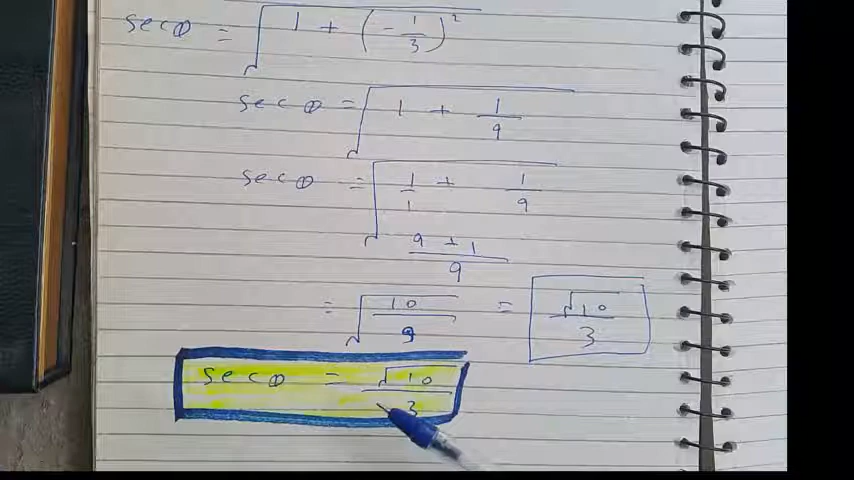 secθ = √(1 + (-1/3)²)
secθ = √(1 + 1/9)
secθ = √(1/1 + 1/9)
9 + 1 / 9
= √(10/9) = √10/3
secθ = √10/3